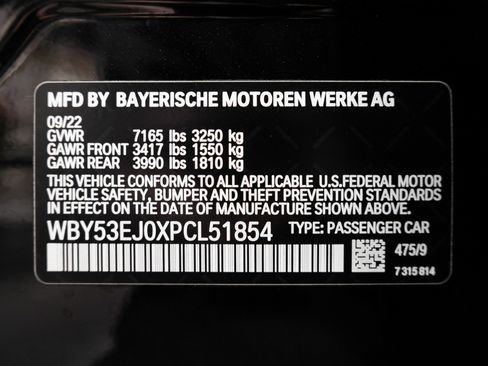 MFD BY BAYERISCHE MOTOREN WERKE AG
09/22
GVWR 7165 lbs 3250 kg
GAWR FRONT 3417 lbs 1550 kg
GAWR REAR 3990 lbs 1810 kg
THIS VEHICLE CONFORMS TO ALL APPLICABLE U.S.FEDERAL MOTOR
VEHICLE SAFETY, BUMPER AND THEFT PREVENTION STANDARDS
IN EFFECT ON THE DATE OF MANUFACTURE SHOWN ABOVE.
WBY53EJ0XPCL51854 TYPE: PASSENGER CAR
475/9
7 315 814